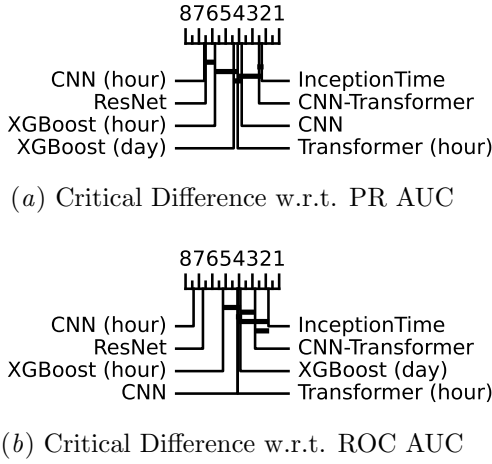 87654321
CNN (hour) InceptionTime
ResNet CNN-Transformer
XGBoost (hour) CNN
XGBoost (day) Transformer (hour)
(a) Critical Difference w.r.t. PR AUC
87654321
CNN (hour) InceptionTime
ResNet CNN-Transformer
XGBoost (hour) XGBoost (day)
CNN Transformer (hour)
(b) Critical Difference w.r.t. ROC AUC